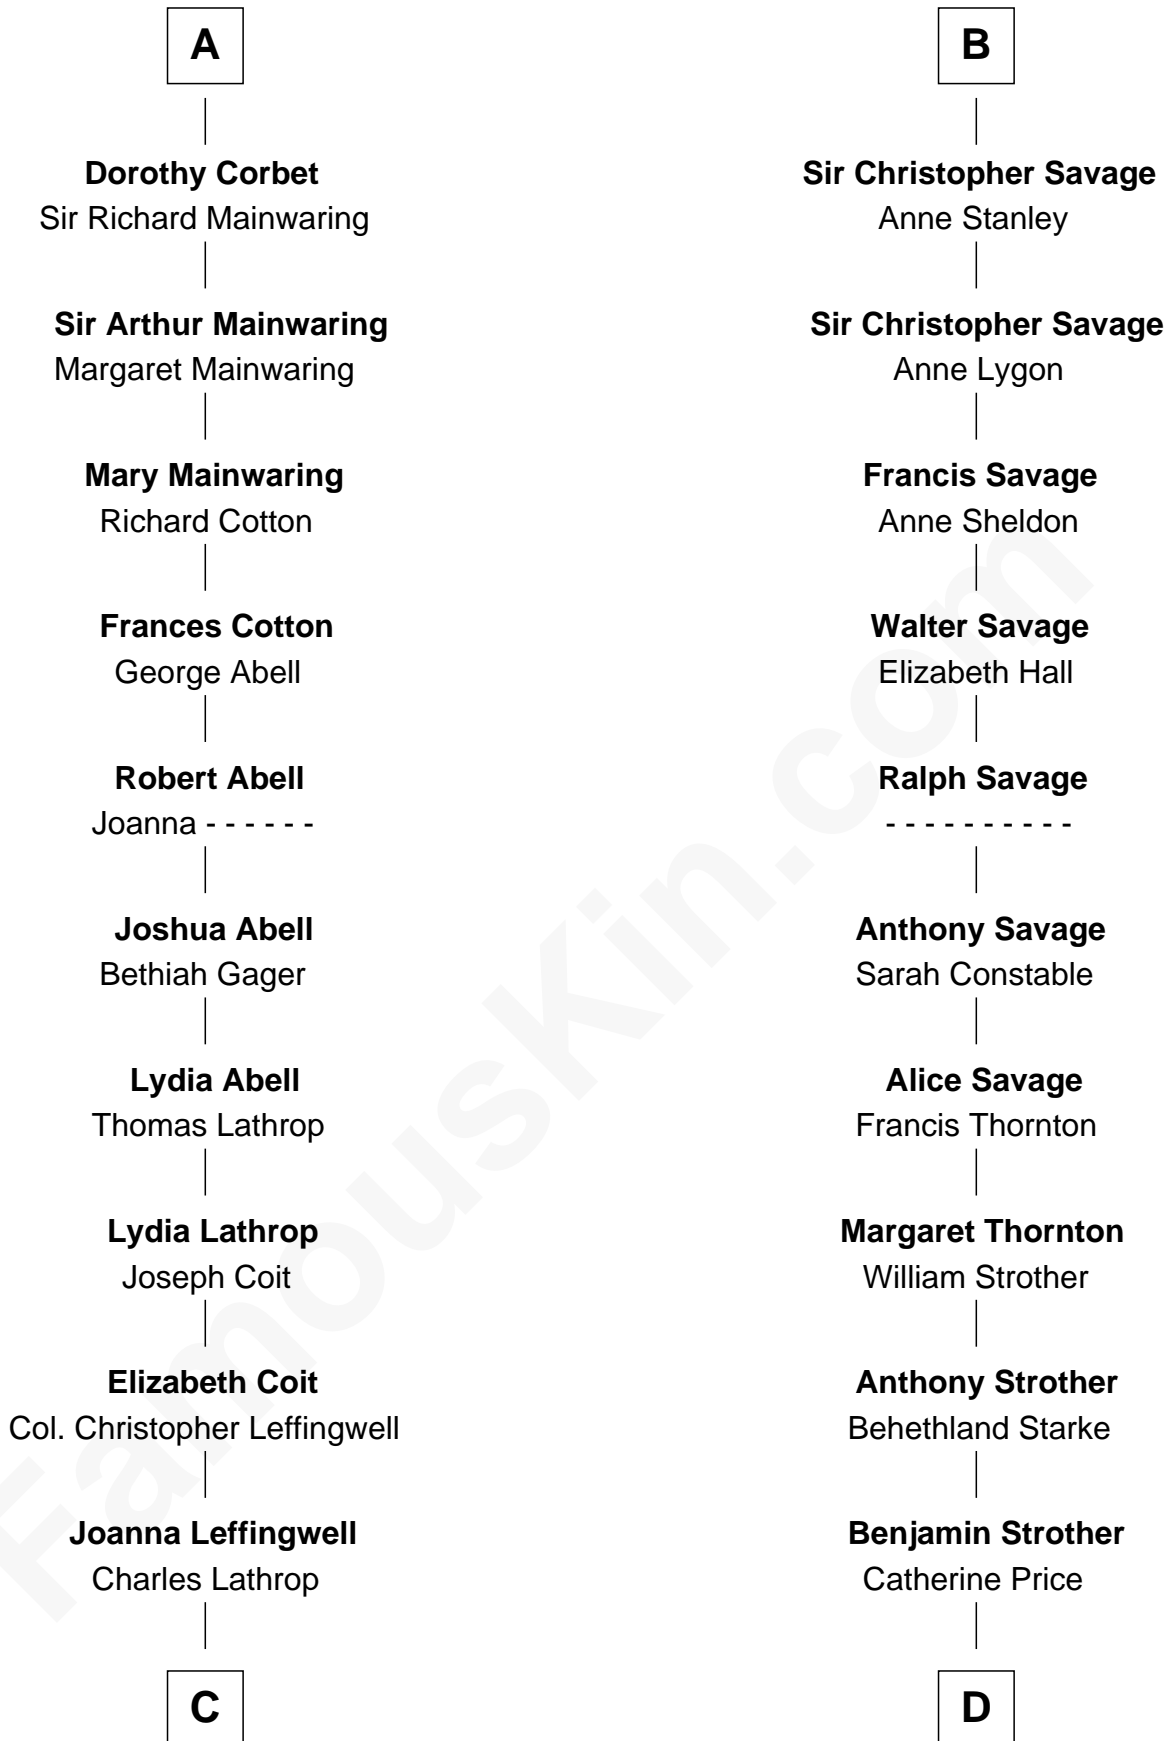 A
Dorothy Corbet
Sir Richard Mainwaring
Sir Arthur Mainwaring
Margaret Mainwaring
Mary Mainwaring
Richard Cotton
Frances Cotton
George Abell
Robert Abell
Joanna - - - - - -
Joshua Abell
Bethiah Gager
Lydia Abell
Thomas Lathrop
Lydia Lathrop
Joseph Coit
Elizabeth Coit
Col. Christopher Leffingwell
Joanna Leffingwell
Charles Lathrop
C
B
Sir Christopher Savage
Anne Stanley
Sir Christopher Savage
Anne Lygon
Francis Savage
Anne Sheldon
Walter Savage
Elizabeth Hall
Ralph Savage
- - - - - - - - - -
Anthony Savage
Sarah Constable
Alice Savage
Francis Thornton
Margaret Thornton
William Strother
Anthony Strother
Behethland Starke
Benjamin Strother
Catherine Price
D
FamousKin.com